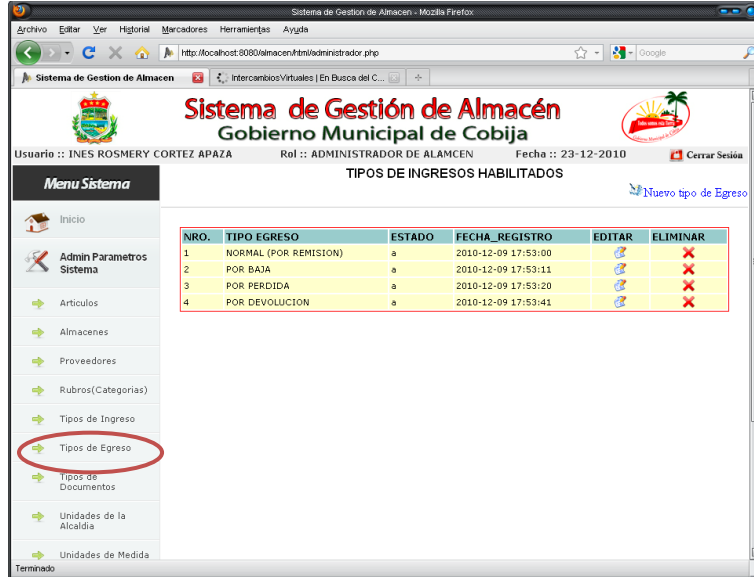 Sistema de Gestion de Almacen - Mozilla Firefox
Archivo Editar Ver Historial Marcadores Herramientas Ayuda
http://localhost:8080/almacen/html/administrador.php
Google
Sistema de Gestion de Almacen
IntercambiosVirtuales | En Busca del C...
Sistema de Gestión de Almacén
Gobierno Municipal de Cobija
Usuario :: INES ROSMERY CORTEZ APAZA Rol :: ADMINISTRADOR DE ALAMCEN Fecha :: 23-12-2010 Cerrar Sesión
Menu Sistema
TIPOS DE INGRESOS HABILITADOS
Nuevo tipo de Egreso
Inicio
Admin Parametros
Sistema
Articulos
Almacenes
Proveedores
Rubros(Categorias)
Tipos de Ingreso
Tipos de Egreso
Tipos de
Documentos
Unidades de la
Alcaldia
Unidades de Medida
NRO. TIPO EGRESO ESTADO FECHA_REGISTRO EDITAR ELIMINAR
1 NORMAL (POR REMISION) a 2010-12-09 17:53:00
2 POR BAJA a 2010-12-09 17:53:11
3 POR PERDIDA a 2010-12-09 17:53:20
4 POR DEVOLUCION a 2010-12-09 17:53:41
Terminado